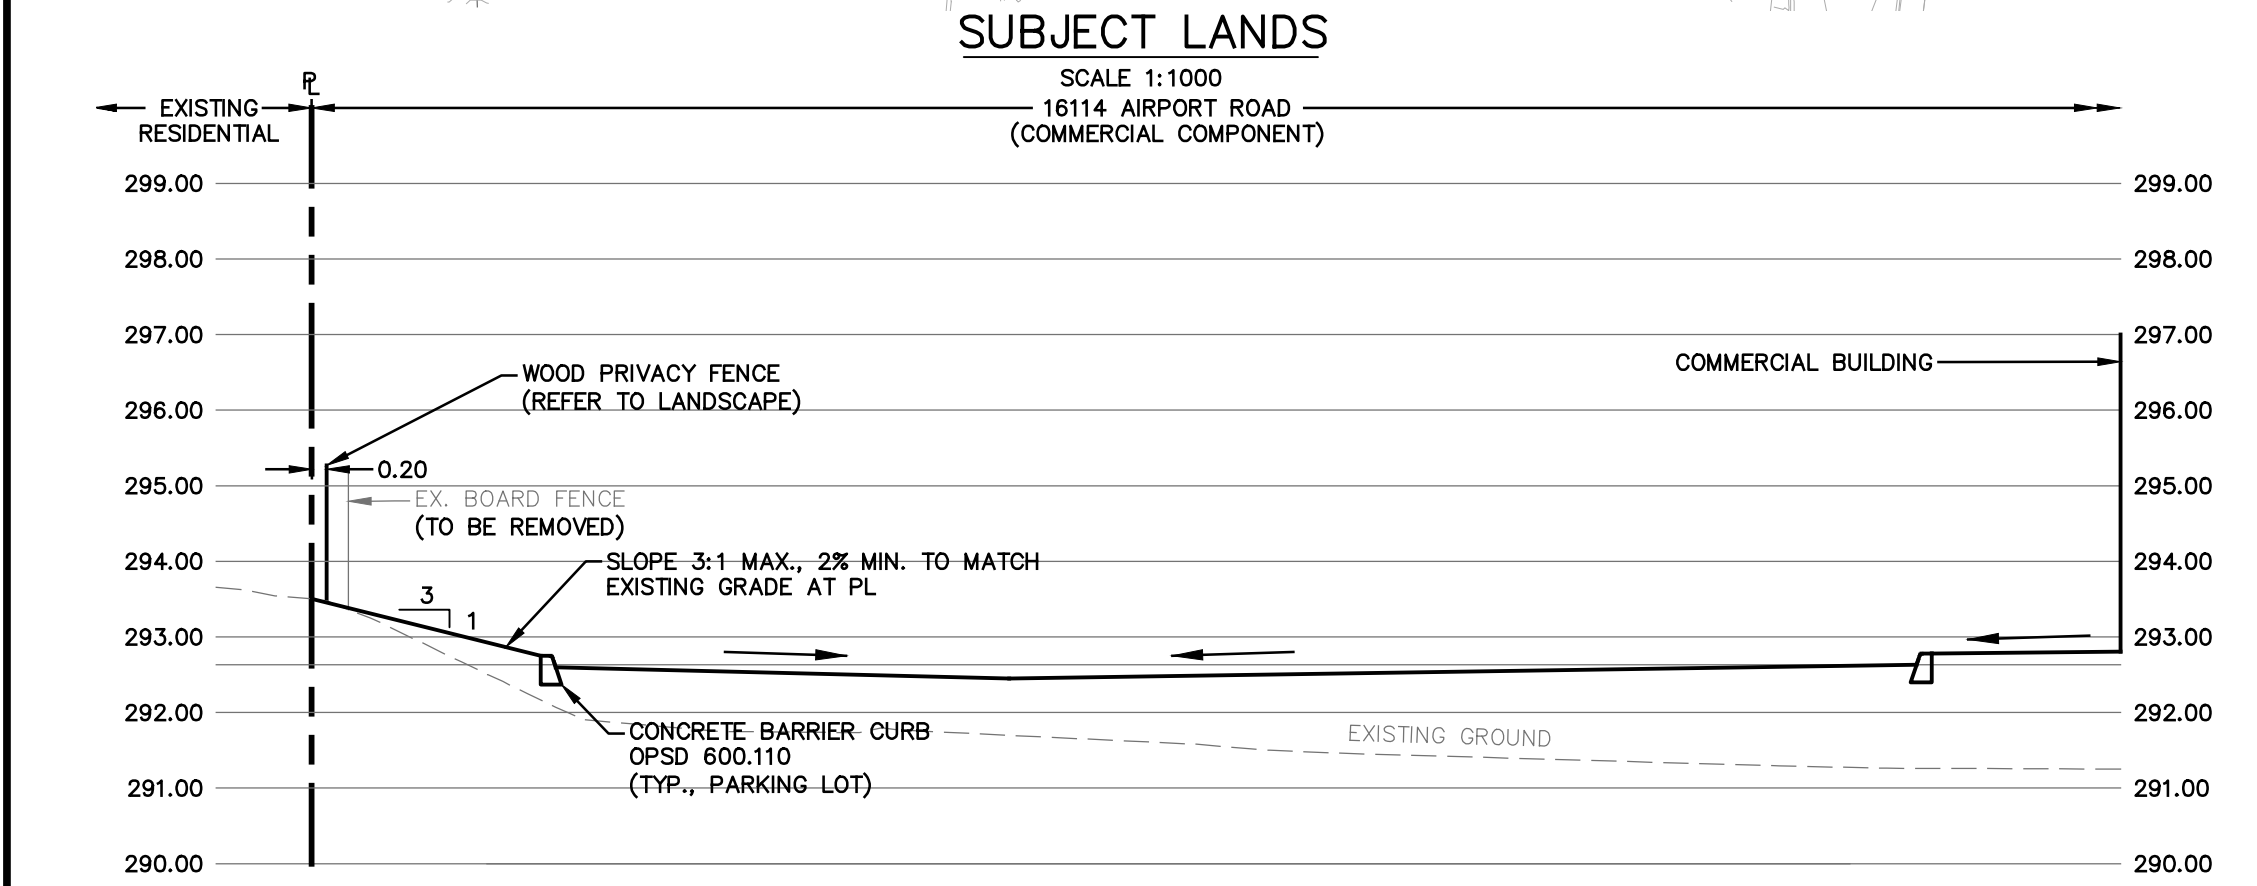 SUBJECT LANDS
SCALE 1:1000
PL
EXISTING
RESIDENTIAL
16114 AIRPORT ROAD
(COMMERCIAL COMPONENT)
299.00 299.00
298.00 298.00
297.00 297.00
COMMERCIAL BUILDING
WOOD PRIVACY FENCE
(REFER TO LANDSCAPE)
296.00 296.00
0.20
295.00 295.00
EX. BOARD FENCE
(TO BE REMOVED)
294.00 294.00
SLOPE 3:1 MAX., 2% MIN. TO MATCH
EXISTING GRADE AT PL
3
1
293.00 293.00
292.00 292.00
CONCRETE BARRIER CURB
OPSD 600.110
(TYP., PARKING LOT)
EXISTING GROUND
291.00 291.00
290.00 290.00